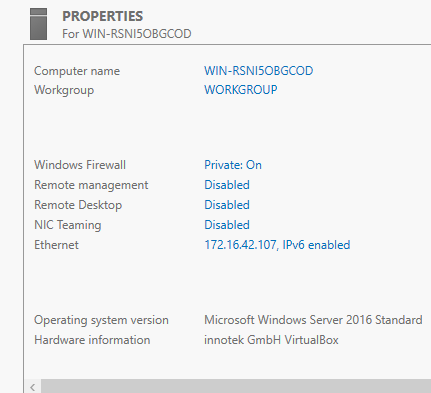 PROPERTIES
For WIN-RSNI5OBGCOD
Computer name WIN-RSNI5OBGCOD
Workgroup WORKGROUP
Windows Firewall Private: On
Remote management Disabled
Remote Desktop Disabled
NIC Teaming Disabled
Ethernet 172.16.42.107, IPv6 enabled
Operating system version Microsoft Windows Server 2016 Standard
Hardware information innotek GmbH VirtualBox